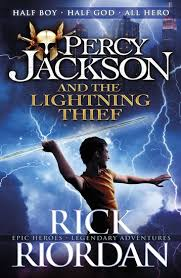 HALF BOY · HALF GOD · ALL HERO
PERCY
JACKSON
AND THE
LIGHTNING
THIEF
RICK
EPIC HEROES · LEGENDARY ADVENTURES
RIORDAN